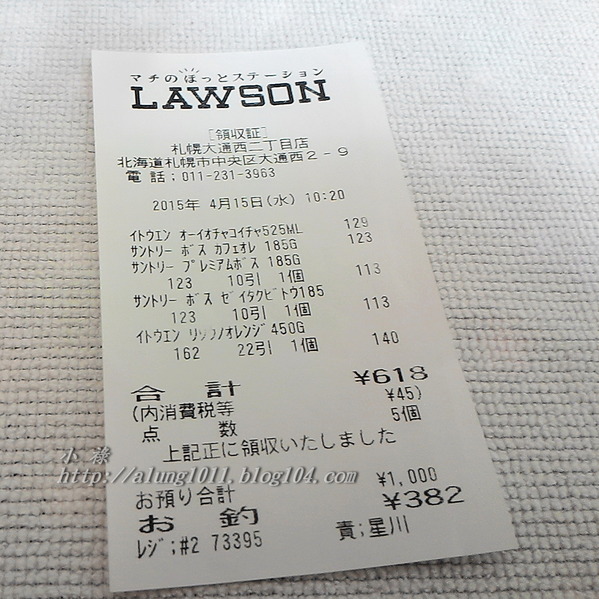 マチのほっとステーション
LAWSON
[領収証]
札幌大通西二丁目店
北海道札幌市中央区大通西2-9
電話;011-231-3963
2015年 4月15日(水) 10:20
イトウエン オーイオチャコイチャ525ML 129
サントリー ボス カフェオレ 185G 123
サントリー プレミアムボス 185G
123 10引 1個 113
サントリー ボス ゼイタクビトウ185
123 10引 1個 113
イトウエン オレンジ450G
162 22引 1個 140
合計 ¥618
(内消費税等 ¥45)
点数 5個
上記正に領収いたしました
小祿
http://alung1011.blog104.com/
お預り合計 ¥1,000
お釣 ¥382
レジ;#2 73395 責;星川